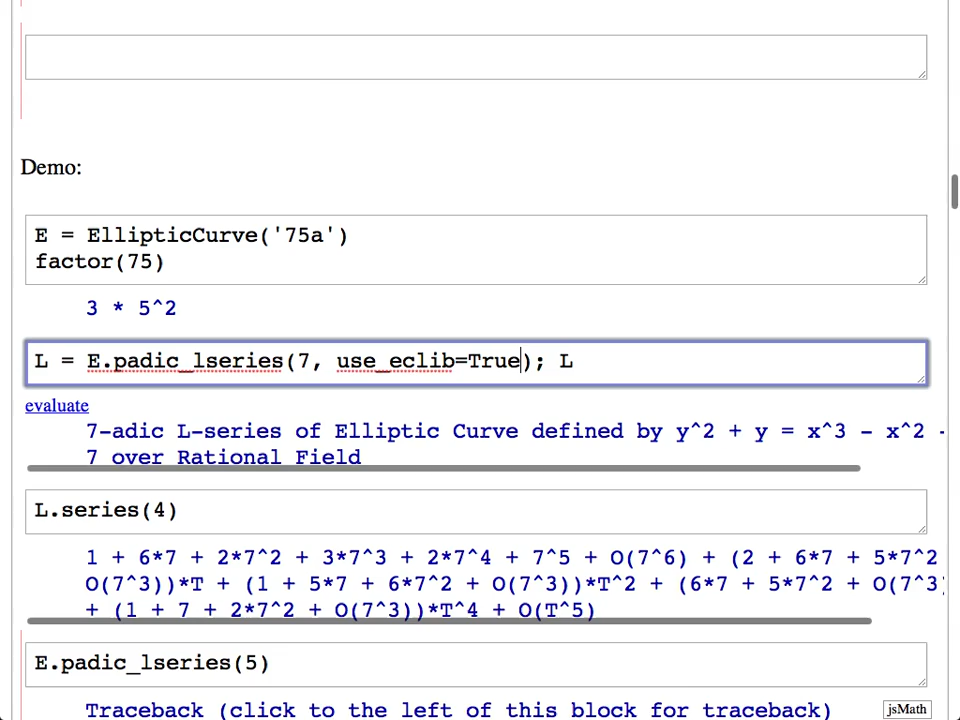 Demo:
E = EllipticCurve('75a')
factor(75)
3 * 5^2
L = E.padic_lseries(7, use_eclib=True); L
evaluate
7-adic L-series of Elliptic Curve defined by y^2 + y = x^3 - x^2 -
7 over Rational Field
L.series(4)
1 + 6*7 + 2*7^2 + 3*7^3 + 2*7^4 + 7^5 + O(7^6) + (2 + 6*7 + 5*7^2
O(7^3))*T + (1 + 5*7 + 6*7^2 + O(7^3))*T^2 + (6*7 + 5*7^2 + O(7^3)
+ (1 + 7 + 2*7^2 + O(7^3))*T^4 + O(T^5)
E.padic_lseries(5)
Traceback (click to the left of this block for traceback)
jsMath